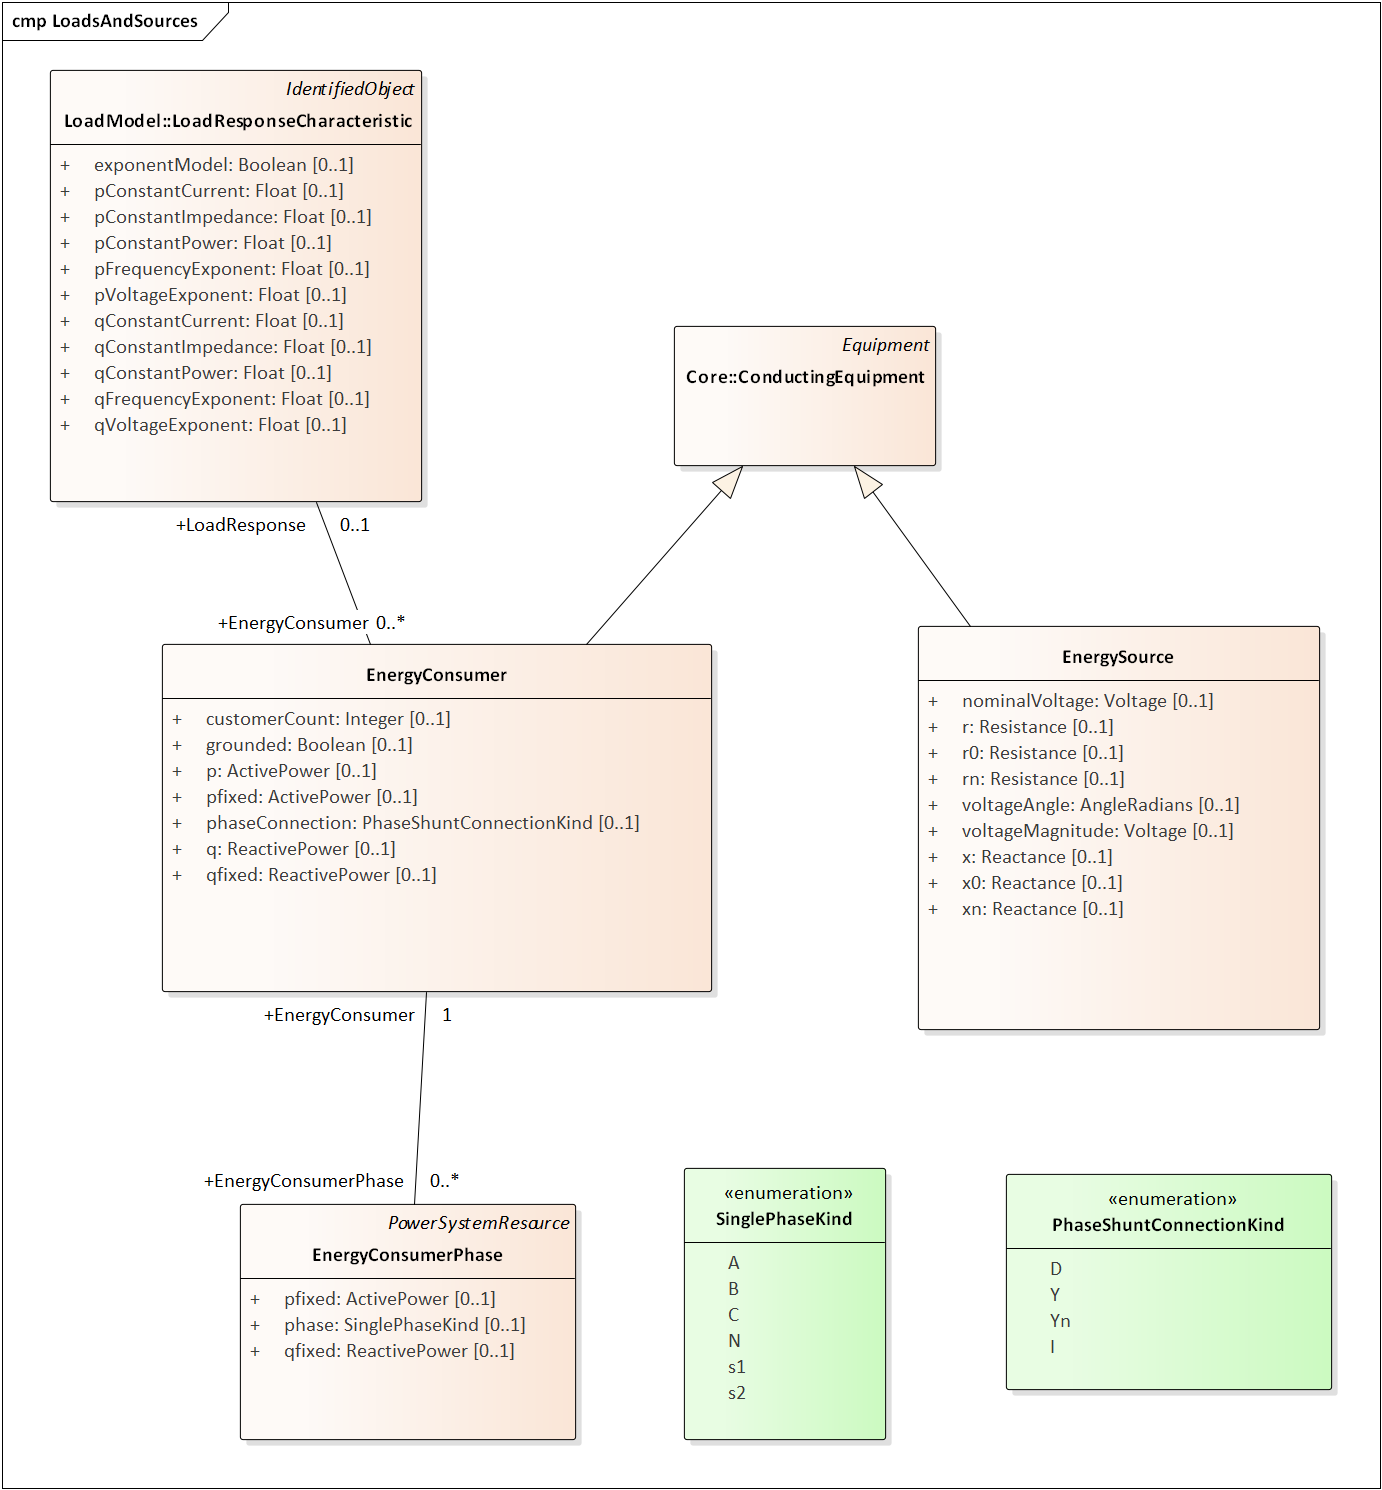 cmp LoadsAndSources
IdentifiedObject
LoadModel::LoadResponseCharacteristic
+ exponentModel: Boolean [0..1]
+ pConstantCurrent: Float [0..1]
+ pConstantImpedance: Float [0..1]
+ pConstantPower: Float [0..1]
+ pFrequencyExponent: Float [0..1]
+ pVoltageExponent: Float [0..1]
+ qConstantCurrent: Float [0..1]
+ qConstantImpedance: Float [0..1]
+ qConstantPower: Float [0..1]
+ qFrequencyExponent: Float [0..1]
+ qVoltageExponent: Float [0..1]
Equipment
Core::ConductingEquipment
+LoadResponse 0..1
+EnergyConsumer 0..*
EnergyConsumer
+ customerCount: Integer [0..1]
+ grounded: Boolean [0..1]
+ p: ActivePower [0..1]
+ pfixed: ActivePower [0..1]
+ phaseConnection: PhaseShuntConnectionKind [0..1]
+ q: ReactivePower [0..1]
+ qfixed: ReactivePower [0..1]
EnergySource
+ nominalVoltage: Voltage [0..1]
+ r: Resistance [0..1]
+ r0: Resistance [0..1]
+ rn: Resistance [0..1]
+ voltageAngle: AngleRadians [0..1]
+ voltageMagnitude: Voltage [0..1]
+ x: Reactance [0..1]
+ x0: Reactance [0..1]
+ xn: Reactance [0..1]
+EnergyConsumer 1
+EnergyConsumerPhase 0..*
PowerSystemResource
EnergyConsumerPhase
+ pfixed: ActivePower [0..1]
+ phase: SinglePhaseKind [0..1]
+ qfixed: ReactivePower [0..1]
«enumeration»
SinglePhaseKind
A
B
C
N
s1
s2
«enumeration»
PhaseShuntConnectionKind
D
Y
Yn
I